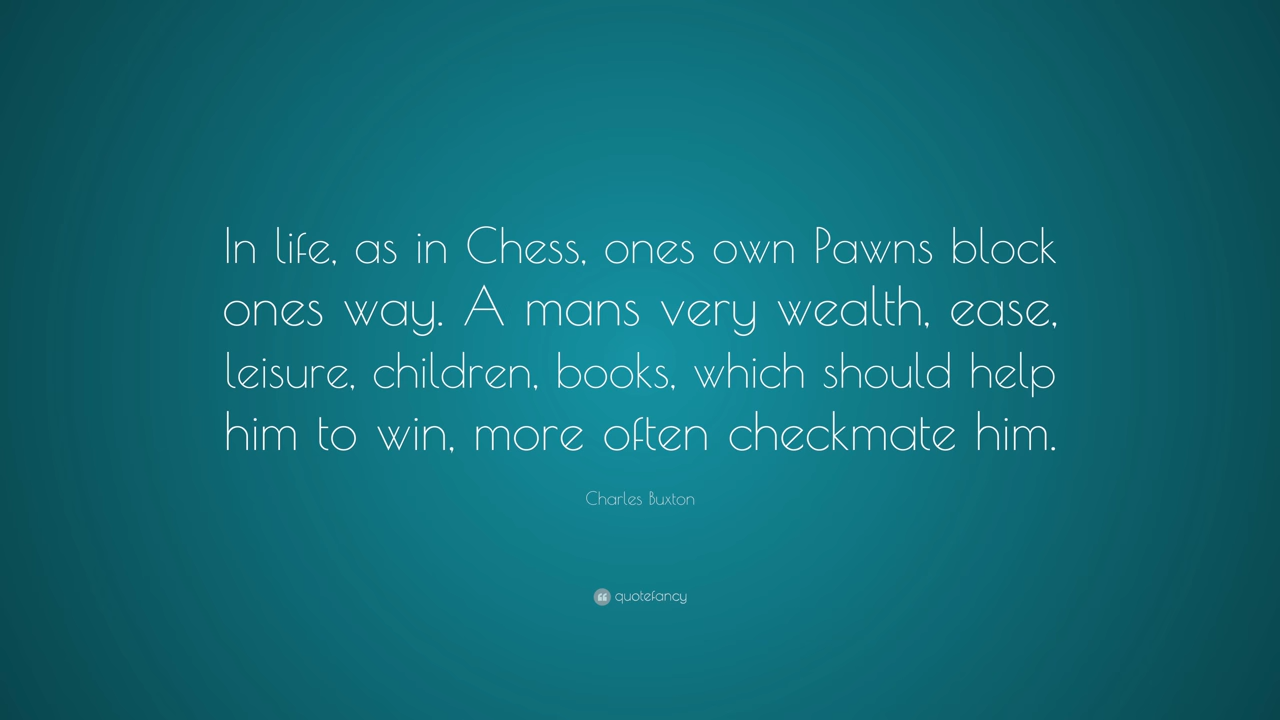 In life, as in Chess, ones own Pawns block
ones way. A mans very wealth, ease,
leisure, children, books, which should help
him to win, more often checkmate him.
Charles Buxton
quotefancy